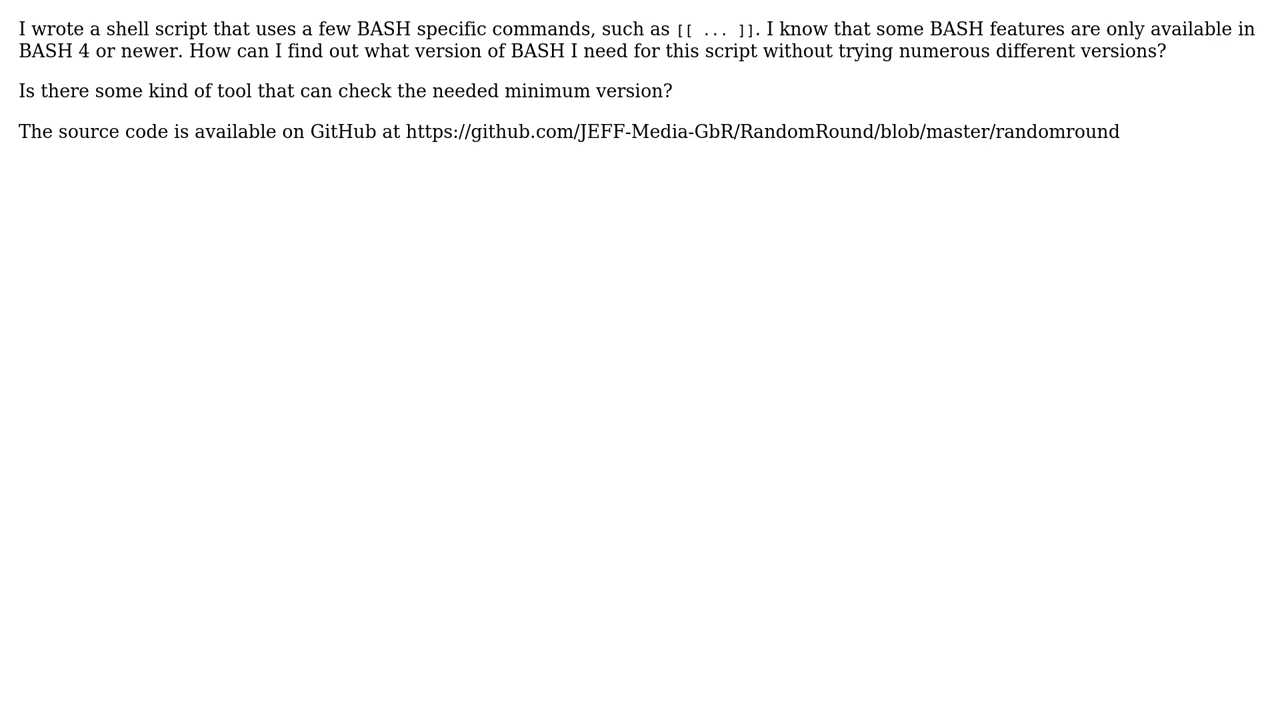 I wrote a shell script that uses a few BASH specific commands, such as [[ ... ]]. I know that some BASH features are only available in
BASH 4 or newer. How can I find out what version of BASH I need for this script without trying numerous different versions?
Is there some kind of tool that can check the needed minimum version?
The source code is available on GitHub at https://github.com/JEFF-Media-GbR/RandomRound/blob/master/randomround